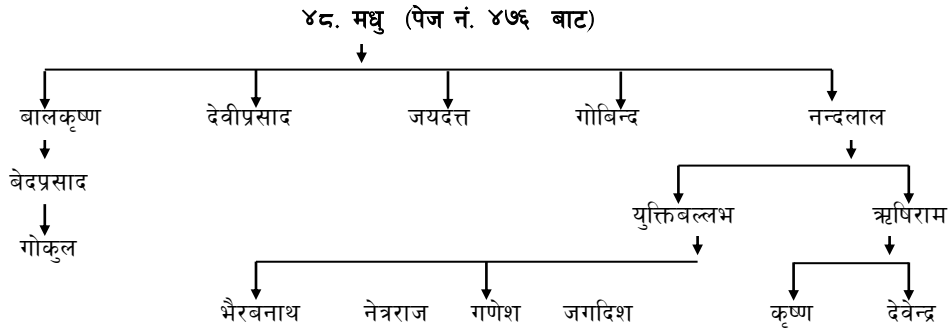 ४८. मधु (पेज नं. ४७६ बाट)
बालकृष्ण देवीप्रसाद जयदत्त गोबिन्द नन्दलाल
बेदप्रसाद
युक्तिबल्लभ ऋषिराम
गोकुल
भैरबनाथ नेत्रराज गणेश जगदिश कृष्ण देवेन्द्र